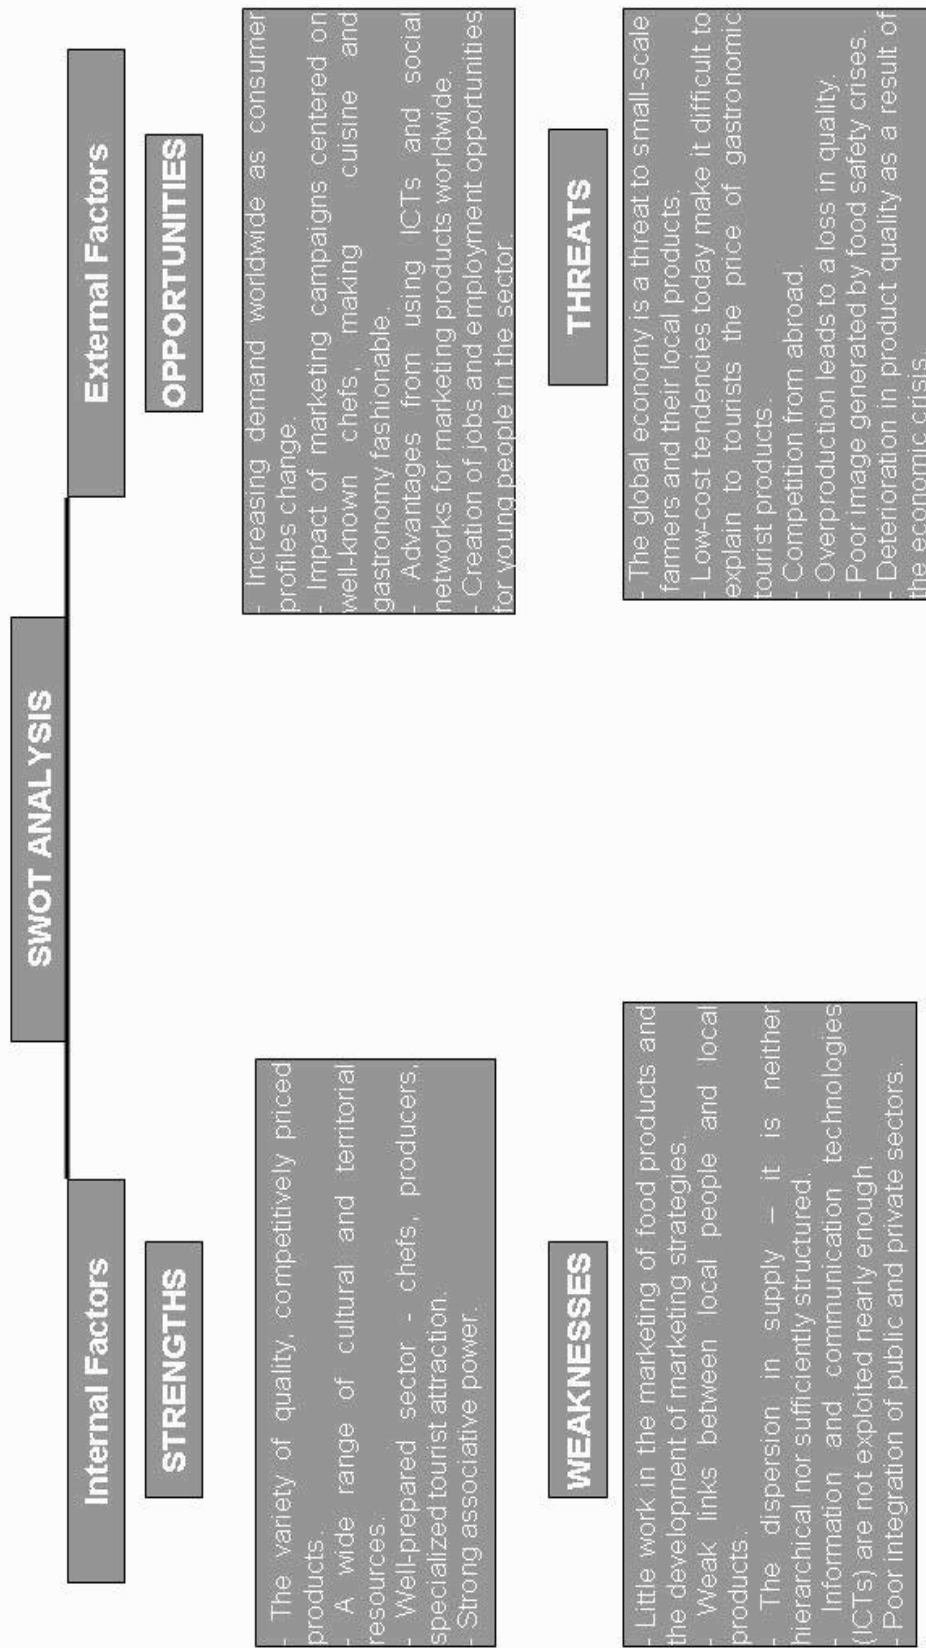 SWOT ANALYSIS
Internal Factors
External Factors
STRENGTHS
- The variety of quality, competitively priced
products.
- A wide range of cultural and territorial
resources.
- Well-prepared sector - chefs, producers,
specialized tourist attraction.
- Strong associative power.
OPPORTUNITIES
- Increasing demand worldwide as consumer
profiles change.
- Impact of marketing campaigns centered on
well-known chefs, making cuisine and
gastronomy fashionable.
- Advantages from using ICTs and social
networks for marketing products worldwide.
- Creation of jobs and employment opportunities
for young people in the sector.
WEAKNESSES
- Little work in the marketing of food products and
the development of marketing strategies.
- Weak links between local people and local
products.
- The dispersion in supply – it is neither
hierarchical nor sufficiently structured.
- Information and communication technologies
(ICTs) are not exploited nearly enough.
- Poor integration of public and private sectors.
THREATS
- The global economy is a threat to small-scale
farmers and their local products.
- Low-cost tendencies today make it difficult to
explain to tourists the price of gastronomic
tourist products.
- Competition from abroad.
- Overproduction leads to a loss in quality.
- Poor image generated by food safety crises.
- Deterioration in product quality as a result of
the economic crisis.